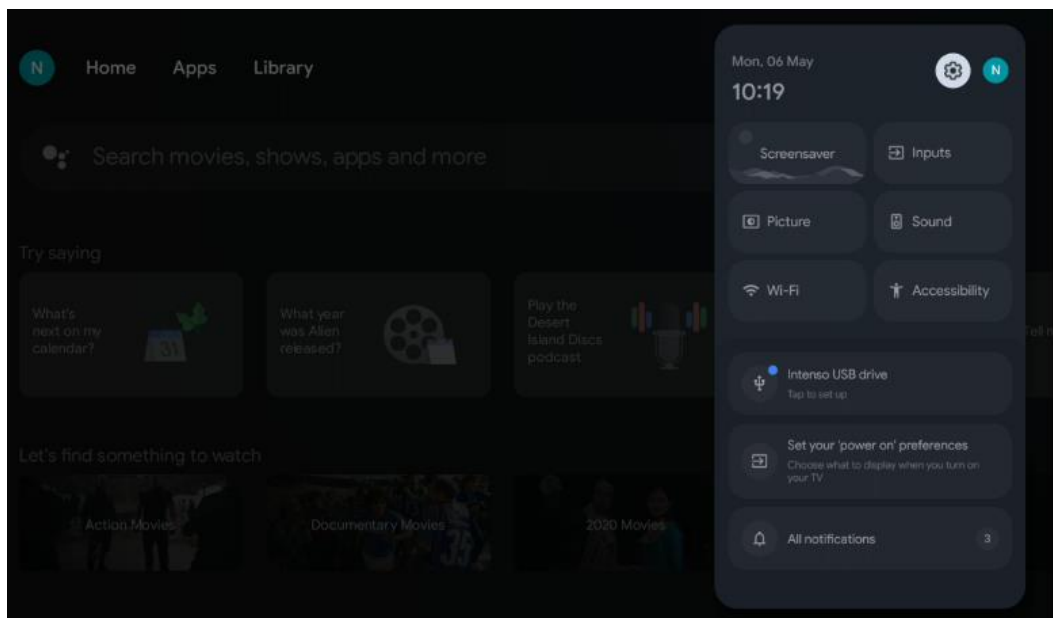 N
Home
Apps
Library
Search movies, shows, apps and more
Try saying
What's
next on my
calendar?
31
What year
was Alien
released?
Play the
Desert
Island Discs
podcast
Let's find something to watch
Action Movies
Documentary Movies
35
2020 Movies
Mon, 06 May
N
10:19
Screensaver
Inputs
Picture
Sound
Wi-Fi
Accessibility
Intenso USB drive
Tap to set up
Set your 'power on' preferences
Choose what to display when you turn on
your TV
All notifications
3